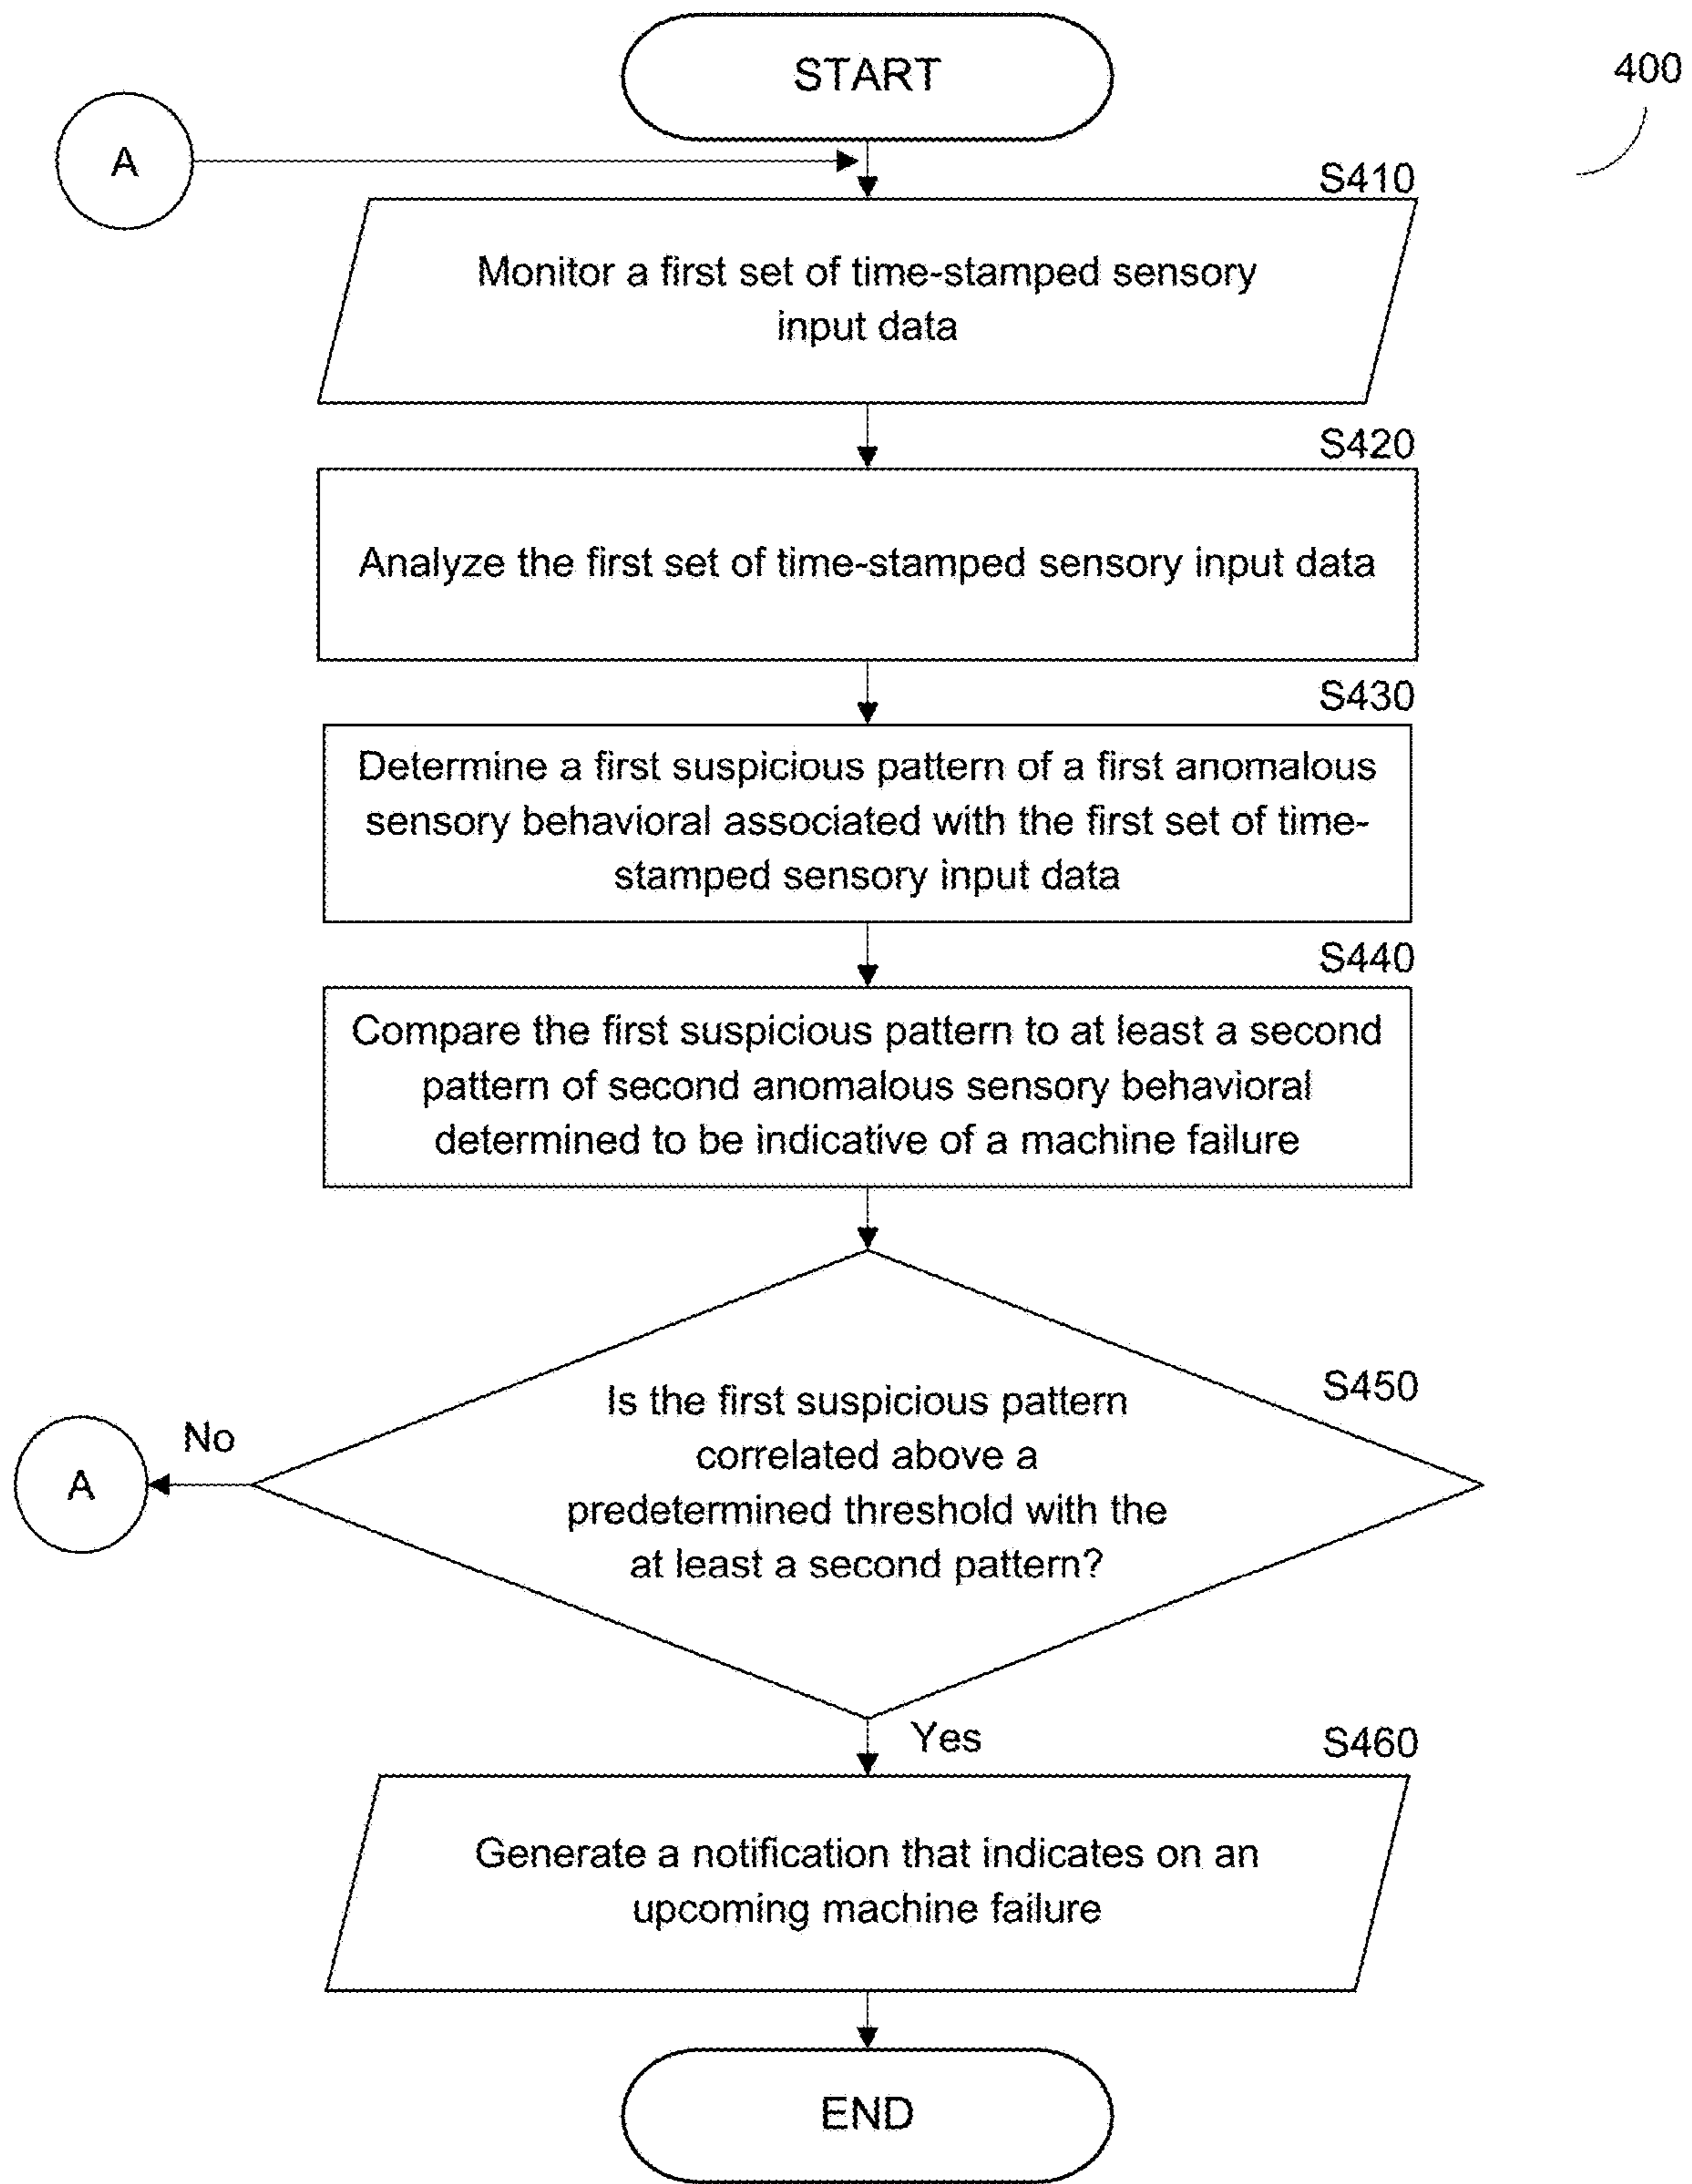 START
400
A
S410
Monitor a first set of time-stamped sensory
input data
S420
Analyze the first set of time-stamped sensory input data
S430
Determine a first suspicious pattern of a first anomalous
sensory behavioral associated with the first set of time-
stamped sensory input data
S440
Compare the first suspicious pattern to at least a second
pattern of second anomalous sensory behavioral
determined to be indicative of a machine failure
S450
Is the first suspicious pattern
correlated above a
predetermined threshold with the
at least a second pattern?
No
A
Yes
S460
Generate a notification that indicates on an
upcoming machine failure
END